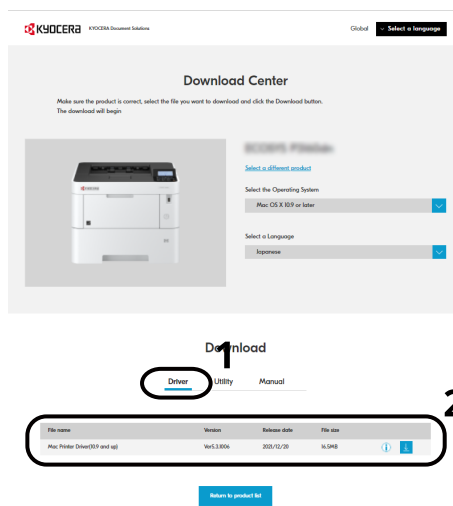 KYOCERA KYOCERA Document Solutions
Global Select a language
Download Center
Make sure the product is correct, select the file you want to download and click the Download button.
The download will begin
Select a different product
Select the Operating System
Mac OS X 10.9 or later
Select a Language
Japanese
1
Download
Driver Utility Manual
2
File name Version Release date File size
Mac Printer Driver(10.9 and up) Ver5.3.1006 2021/12/20 16.5MB
Return to product list